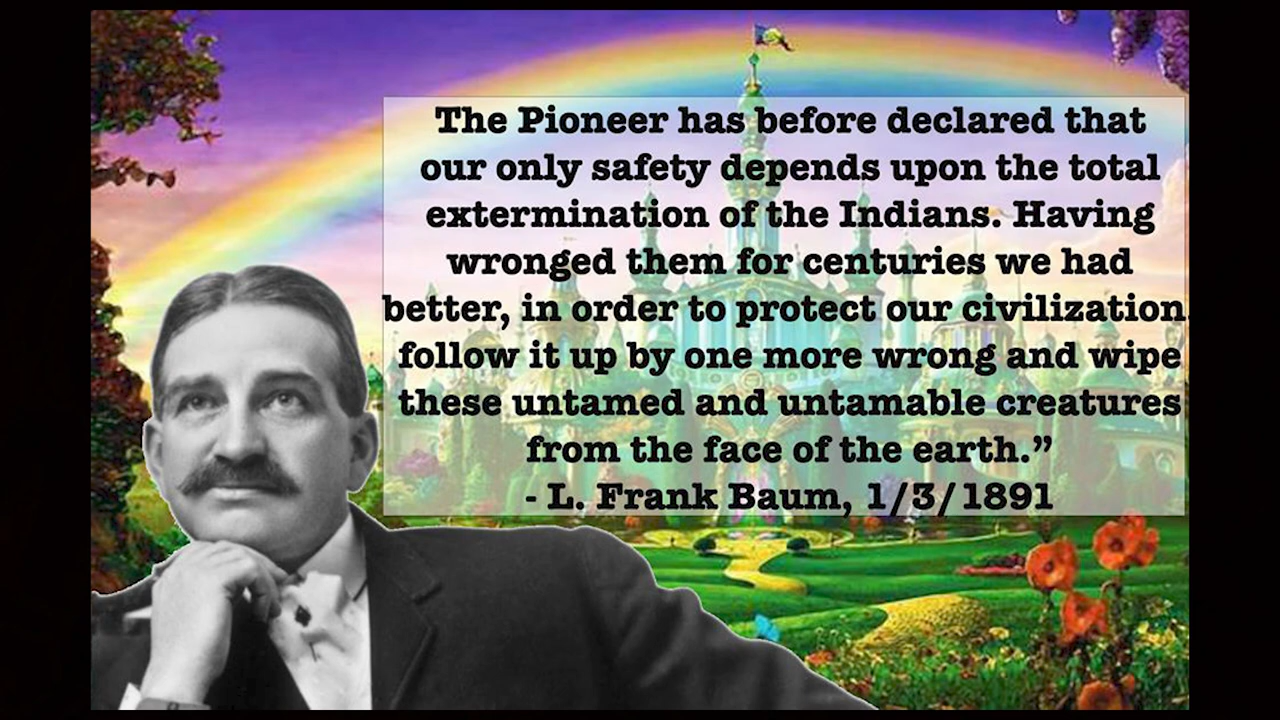 The Pioneer has before declared that
our only safety depends upon the total
extermination of the Indians. Having
wronged them for centuries we had
better, in order to protect our civilization,
follow it up by one more wrong and wipe
these untamed and untamable creatures
from the face of the earth.”
- L. Frank Baum, 1/3/1891